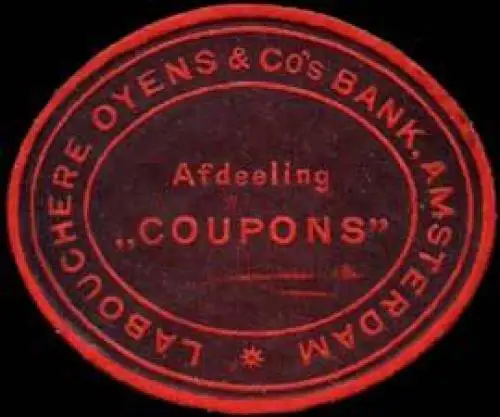 LABOUCHERE OYENS & Co's BANK, AMSTERDAM
Afdeeling
„COUPONS”